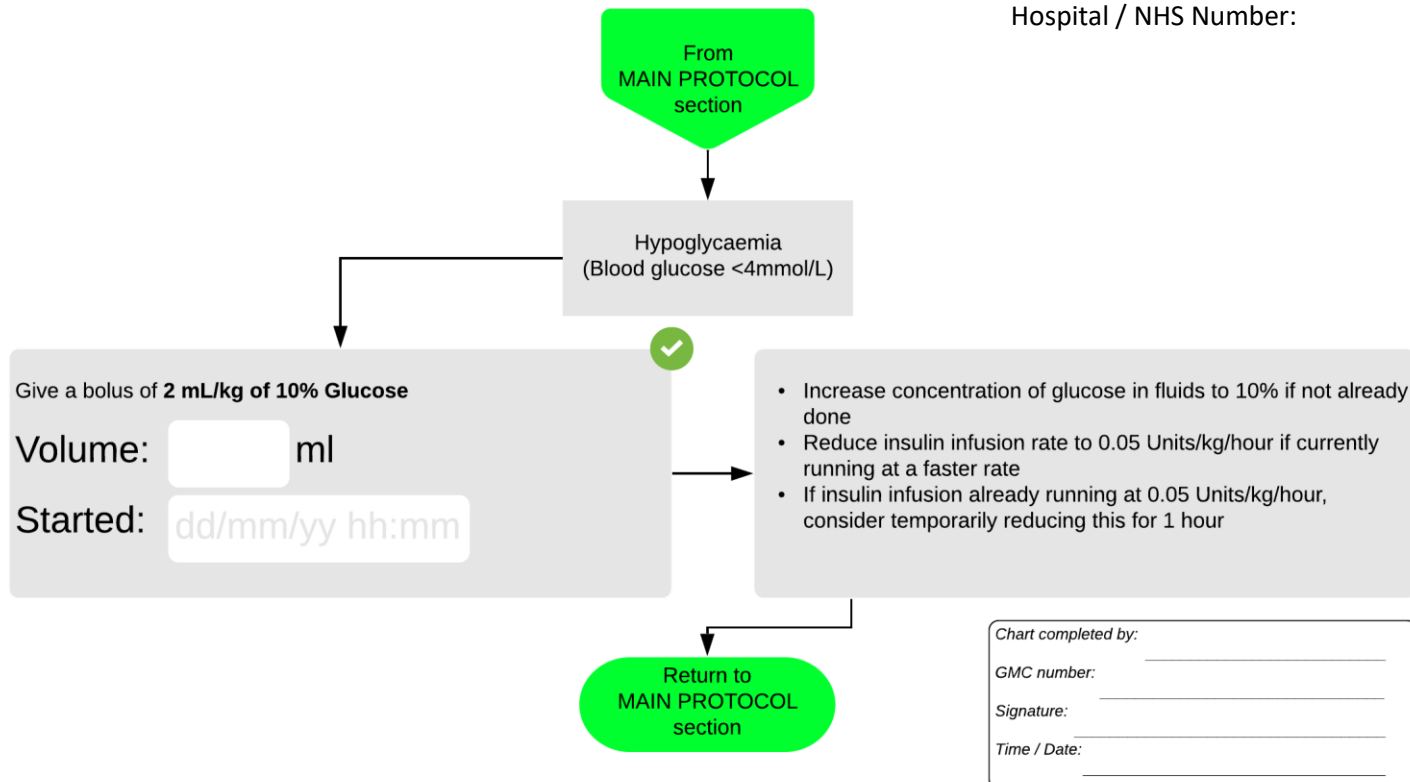 Hospital / NHS Number:
From
MAIN PROTOCOL
section
Hypoglycaemia
(Blood glucose <4mmol/L)
Give a bolus of 2 mL/kg of 10% Glucose
Volume: ml
Started: dd/mm/yy hh:mm
• Increase concentration of glucose in fluids to 10% if not already
done
• Reduce insulin infusion rate to 0.05 Units/kg/hour if currently
running at a faster rate
• If insulin infusion already running at 0.05 Units/kg/hour,
consider temporarily reducing this for 1 hour
Return to
MAIN PROTOCOL
section
Chart completed by:
GMC number:
Signature:
Time / Date: